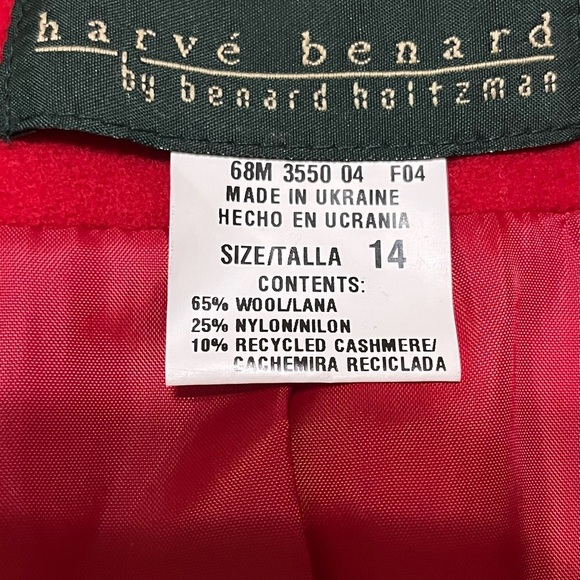 harvé benard
by benard holtzman
68M 3550 04 F04
MADE IN UKRAINE
HECHO EN UCRANIA
SIZE/TALLA 14
CONTENTS:
65% WOOL/LANA
25% NYLON/NILON
10% RECYCLED CASHMERE/
CACHEMIRA RECICLADA